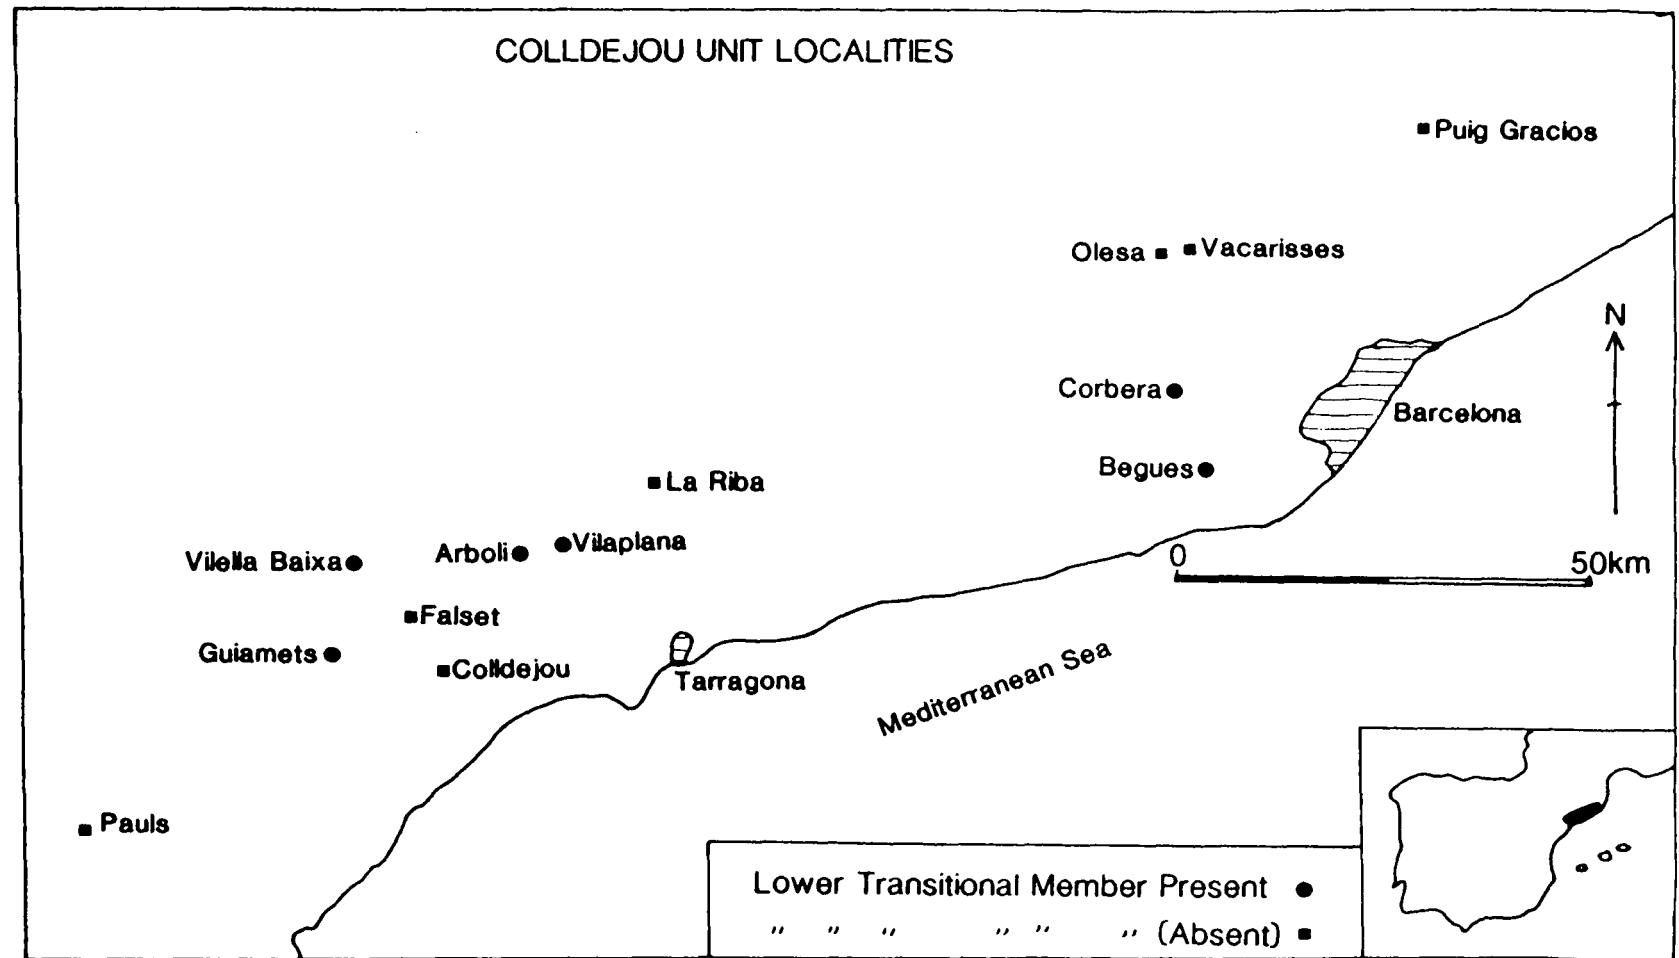 COLLDEJOU UNIT LOCALITIES
Puig Gracios
Olesa
Vacarisses
N
Corbera
Barcelona
Begues
La Riba
Vilella Baixa
Arboli
Vilaplana
0
50km
Falset
Guiamets
Colldejou
Tarragona
Mediterranean Sea
Pauls
Lower Transitional Member Present
" " " " " " (Absent)